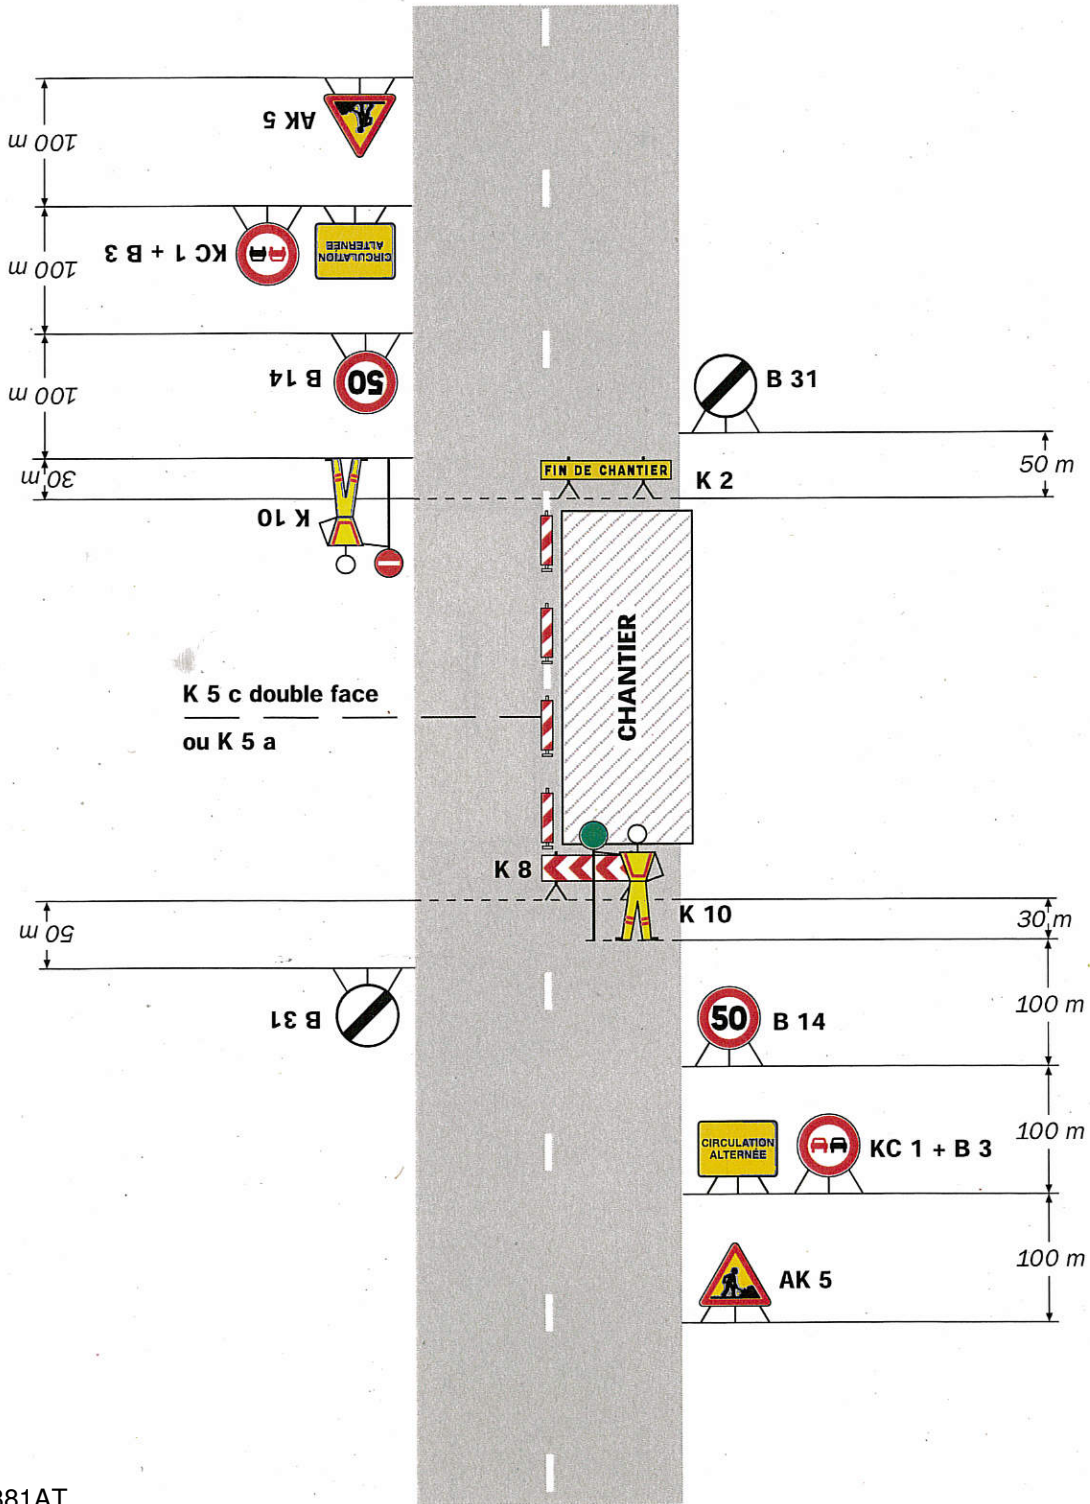 AK 5
100 m
CIRCULATION
ALTERNÉE
KC 1 + B 3
100 m
50
B 14
100 m
B 31
30 m
FIN DE CHANTIER
K 2
50 m
K 10
CHANTIER
K 5 c double face
ou K 5 a
K 8
K 10
30 m
50 m
B 31
50
B 14
100 m
CIRCULATION
ALTERNÉE
KC 1 + B 3
100 m
AK 5
100 m
381AT